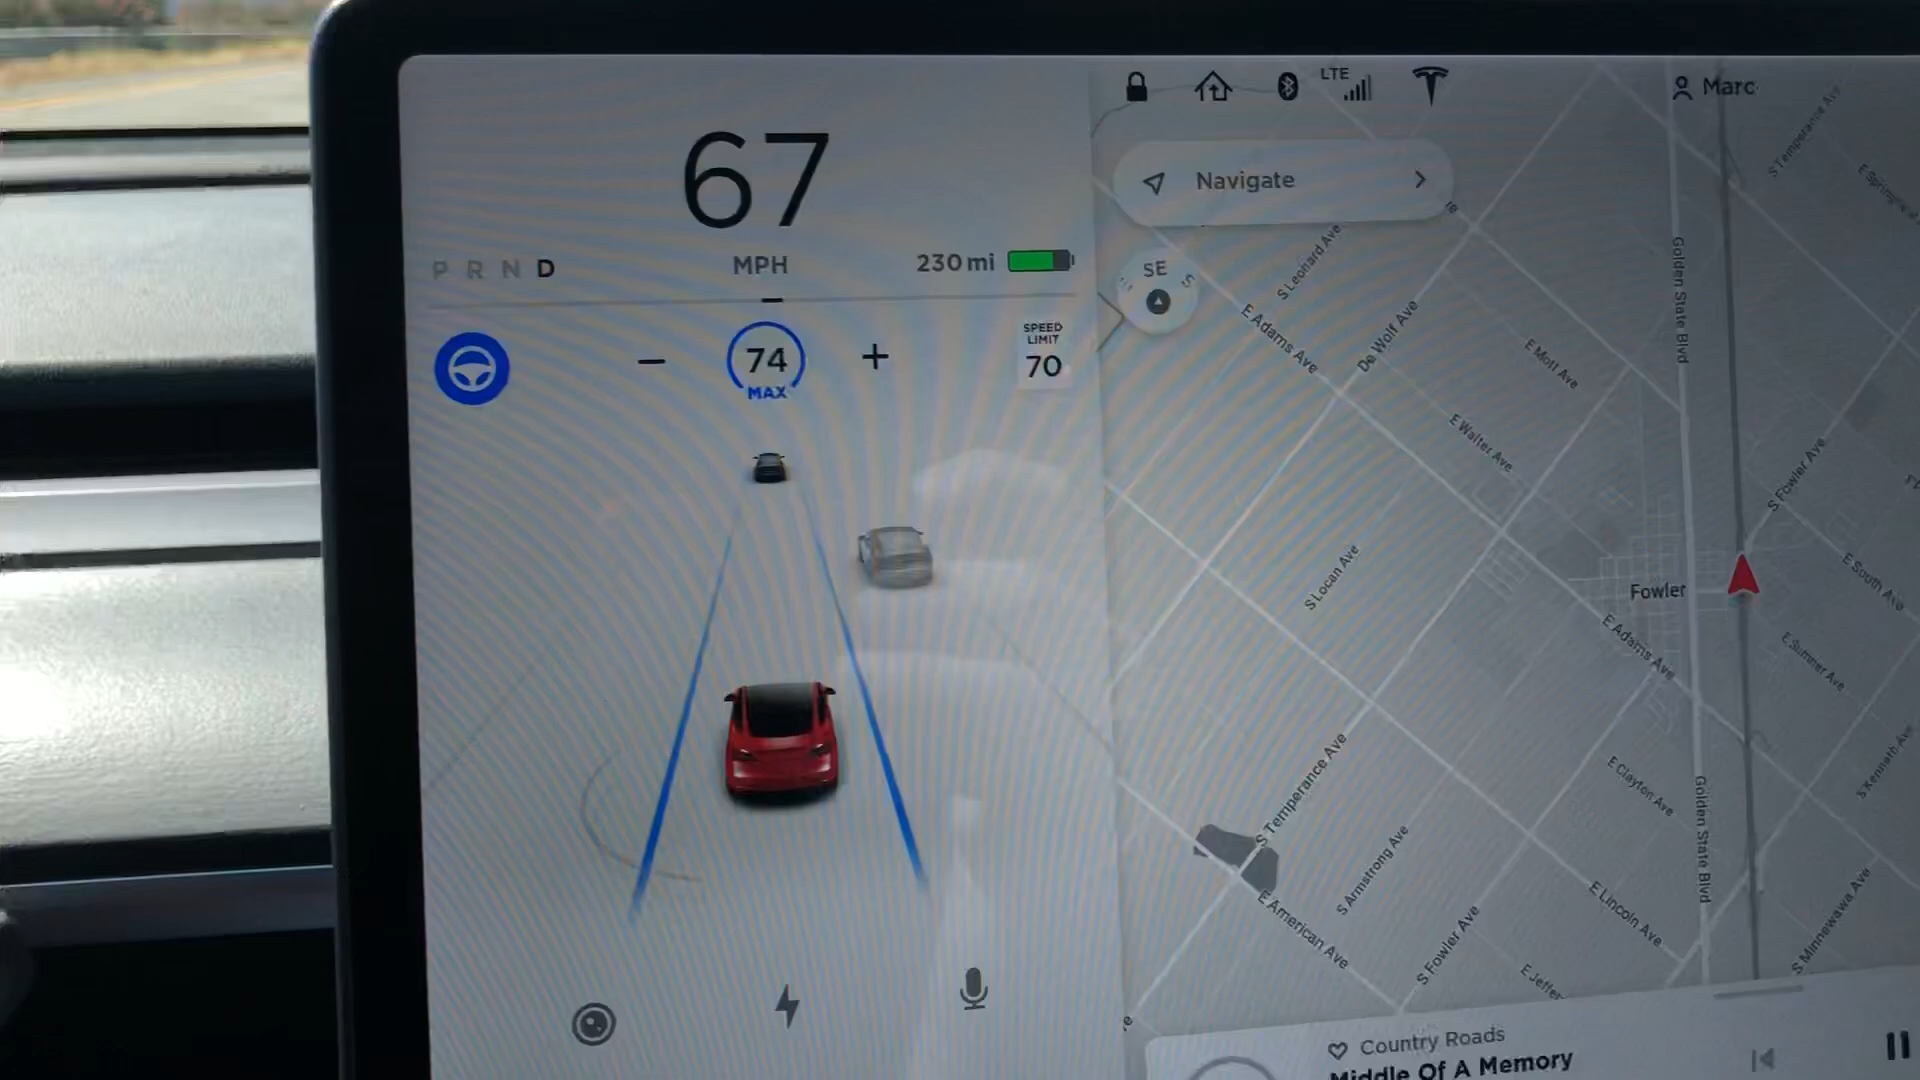 67
P R N D
MPH
230 mi
74
MAX
SPEED
LIMIT
70
LTE
Marc
Navigate
SE
S
S Leonard Ave
E Adams Ave
De Wolf Ave
Golden State Blvd
S Temperance Ave
E Mott Ave
E Walter Ave
S Fowler Ave
S Locan Ave
Fowler
E South Ave
E Adams Ave
E Sumner Ave
S Kenneth Ave
E Clayton Ave
S Temperance Ave
Golden State Blvd
S Armstrong Ave
E American Ave
S Fowler Ave
E Lincoln Ave
S Minnewawa Ave
E Jeffer
Country Roads
Middle Of A Memory